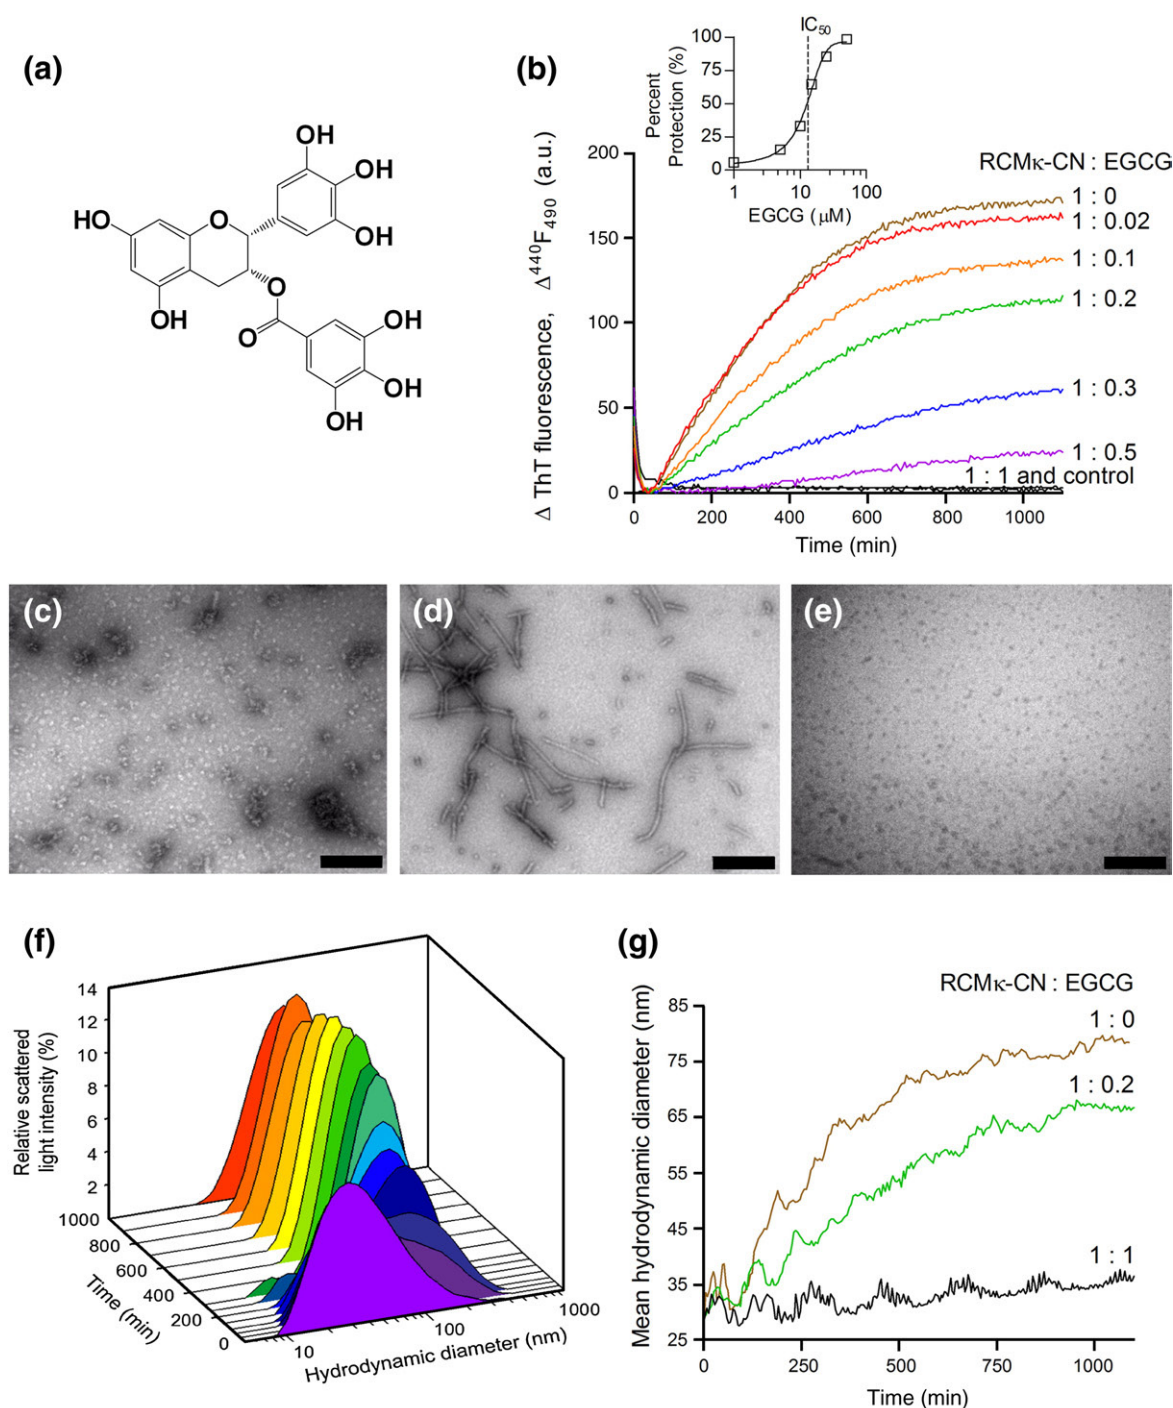 (a)
OH
OH
HO
O
OH
O
OH
O
OH
OH
OH
(b)
IC50
Percent
Protection (%)
100
75
50
25
0
1
10
100
EGCG (μM)
Δ ThT fluorescence, Δ440F490 (a.u.)
200
150
100
50
0
0
200
400
600
800
1000
Time (min)
RCMκ-CN : EGCG
1 : 0
1 : 0.02
1 : 0.1
1 : 0.2
1 : 0.3
1 : 0.5
1 : 1 and control
(c)
(d)
(e)
(f)
Relative scattered
light intensity (%)
14
12
10
8
6
4
2
1000
800
600
400
200
0
Time (min)
10
100
1000
Hydrodynamic diameter (nm)
(g)
RCMκ-CN : EGCG
Mean hydrodynamic diameter (nm)
85
75
65
55
45
35
25
1 : 0
1 : 0.2
1 : 1
0
250
500
750
1000
Time (min)